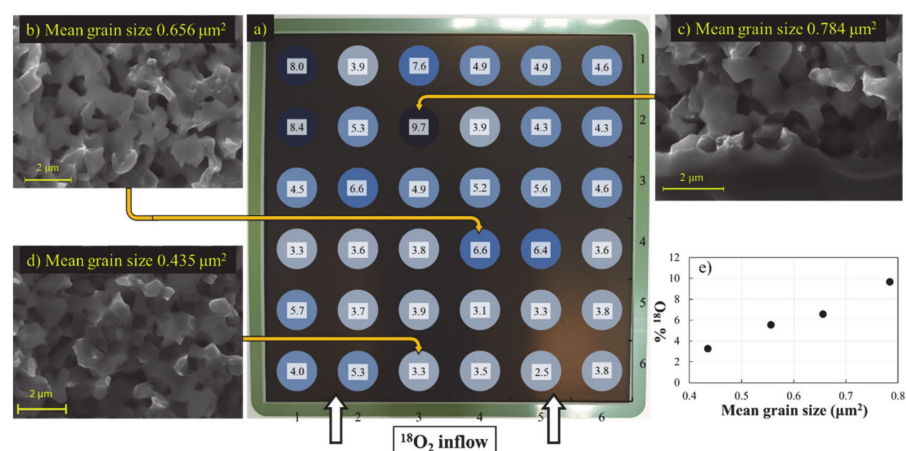 b) Mean grain size 0.656 µm²
2 µm
a)
c) Mean grain size 0.784 µm²
2 µm
8.0 3.9 7.6 4.9 4.9 4.6 1
8.4 5.3 9.7 3.9 4.3 4.3 2
4.5 6.6 4.9 5.2 5.6 4.6 3
3.3 3.6 3.8 6.6 6.4 3.6 4
5.7 3.7 3.9 3.1 3.3 3.8 5
4.0 5.3 3.3 3.5 2.5 3.8 6
1 2 3 4 5 6
¹⁸O₂ inflow
d) Mean grain size 0.435 µm²
2 µm
e)
% ¹⁸O
12
10
8
6
4
2
0
0.4 0.5 0.6 0.7 0.8
Mean grain size (µm²)